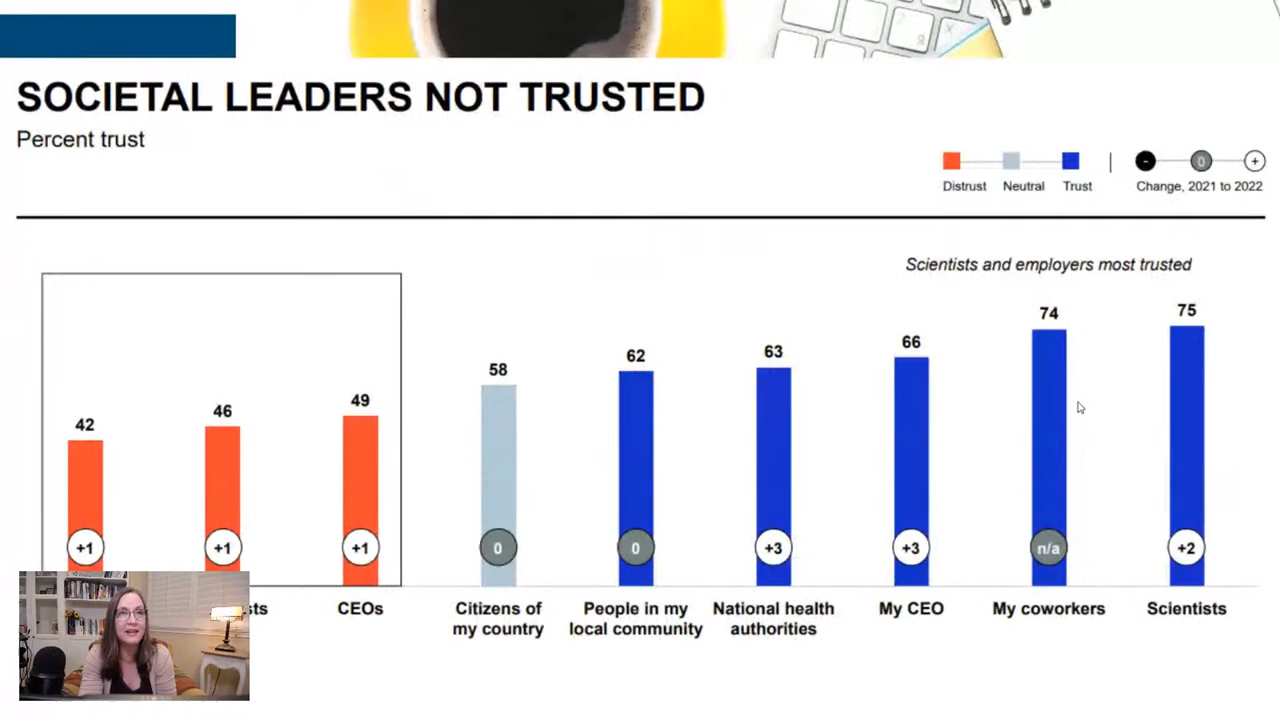 SOCIETAL LEADERS NOT TRUSTED
Percent trust
Distrust Neutral Trust
- 0 +
Change, 2021 to 2022
Scientists and employers most trusted
42 46 49 58 62 63 66 74 75
+1 +1 +1 0 0 +3 +3 n/a +2
CEOs
Citizens of
my country
People in my
local community
National health
authorities
My CEO
My coworkers
Scientists